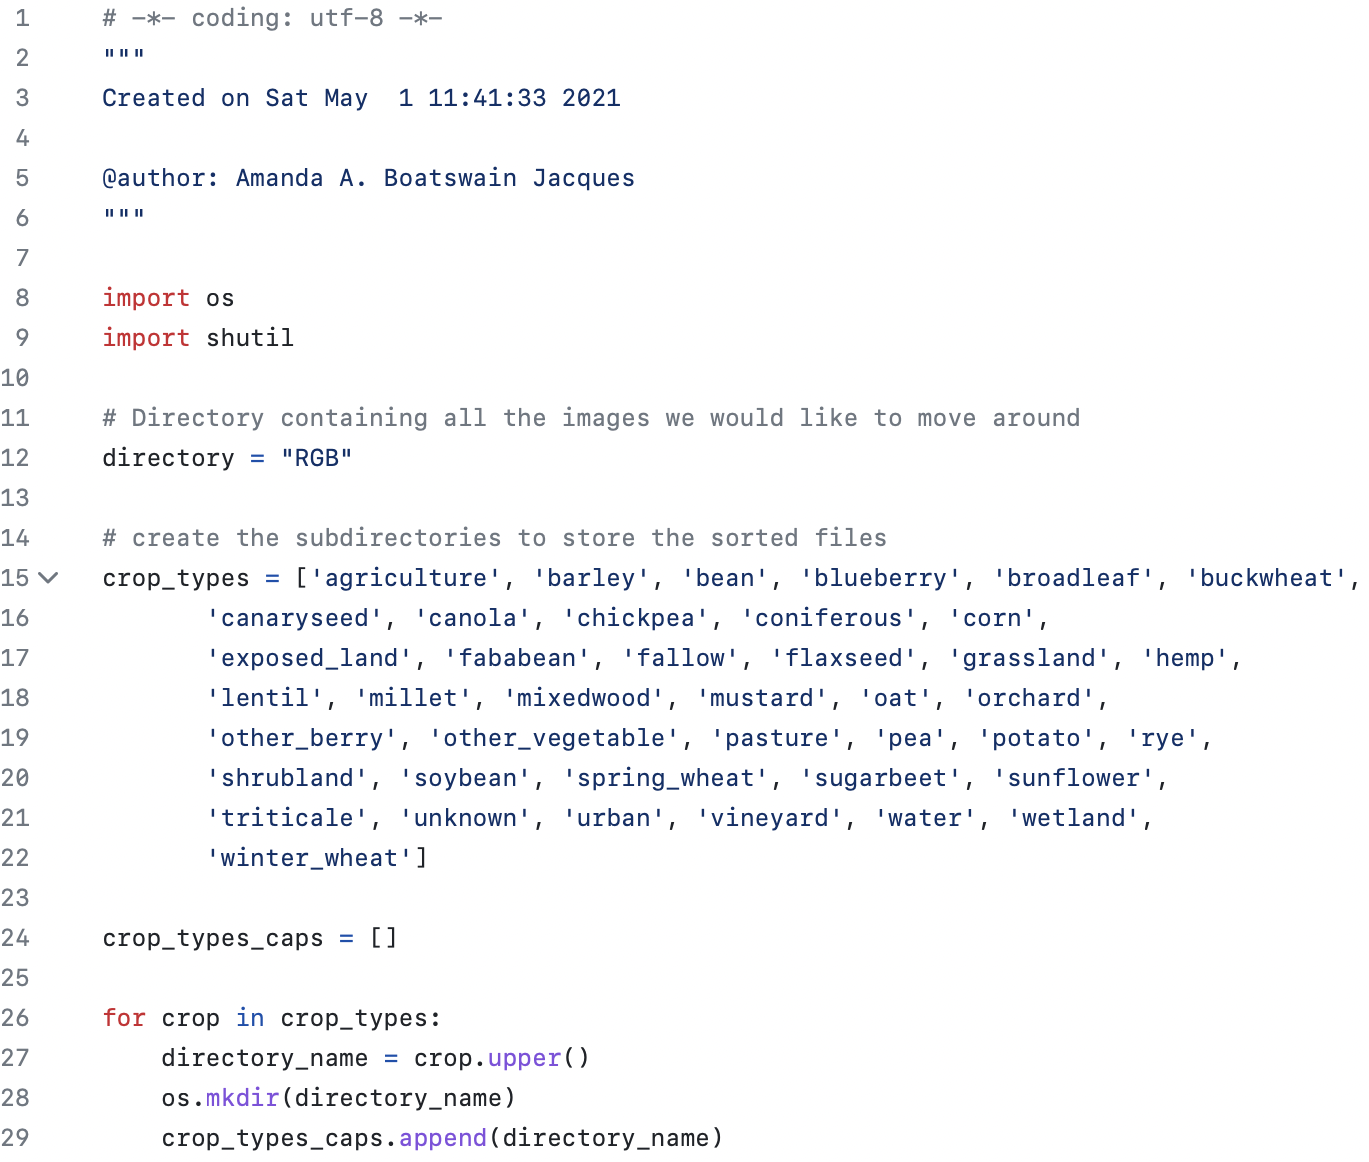 1 # -*- coding: utf-8 -*-
2 """
3 Created on Sat May  1 11:41:33 2021
4
5 @author: Amanda A. Boatswain Jacques
6 """
7
8 import os
9 import shutil
10
11 # Directory containing all the images we would like to move around
12 directory = "RGB"
13
14 # create the subdirectories to store the sorted files
15 crop_types = ['agriculture', 'barley', 'bean', 'blueberry', 'broadleaf', 'buckwheat',
16        'canaryseed', 'canola', 'chickpea', 'coniferous', 'corn',
17        'exposed_land', 'fababean', 'fallow', 'flaxseed', 'grassland', 'hemp',
18        'lentil', 'millet', 'mixedwood', 'mustard', 'oat', 'orchard',
19        'other_berry', 'other_vegetable', 'pasture', 'pea', 'potato', 'rye',
20        'shrubland', 'soybean', 'spring_wheat', 'sugarbeet', 'sunflower',
21        'triticale', 'unknown', 'urban', 'vineyard', 'water', 'wetland',
22        'winter_wheat']
23
24 crop_types_caps = []
25
26 for crop in crop_types:
27     directory_name = crop.upper()
28     os.mkdir(directory_name)
29     crop_types_caps.append(directory_name)